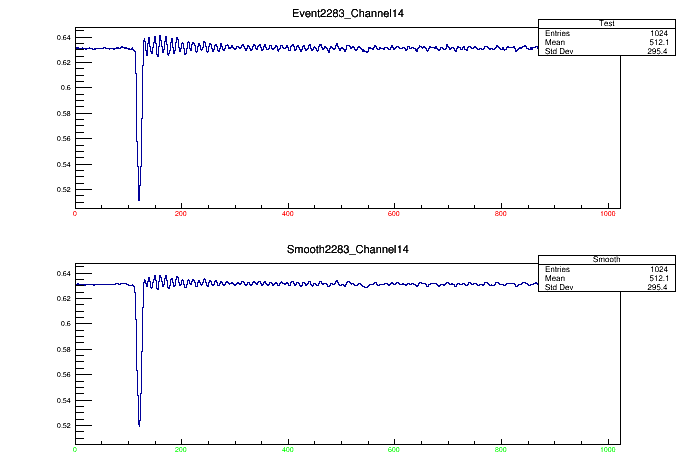 Event2283_Channel14
Test
Entries 1024
Mean 512.1
Std Dev 295.4
0.64
0.62
0.6
0.58
0.56
0.54
0.52
0 200 400 600 800 1000
Smooth2283_Channel14
Smooth
Entries 1024
Mean 512.1
Std Dev 295.4
0.64
0.62
0.6
0.58
0.56
0.54
0.52
0 200 400 600 800 1000